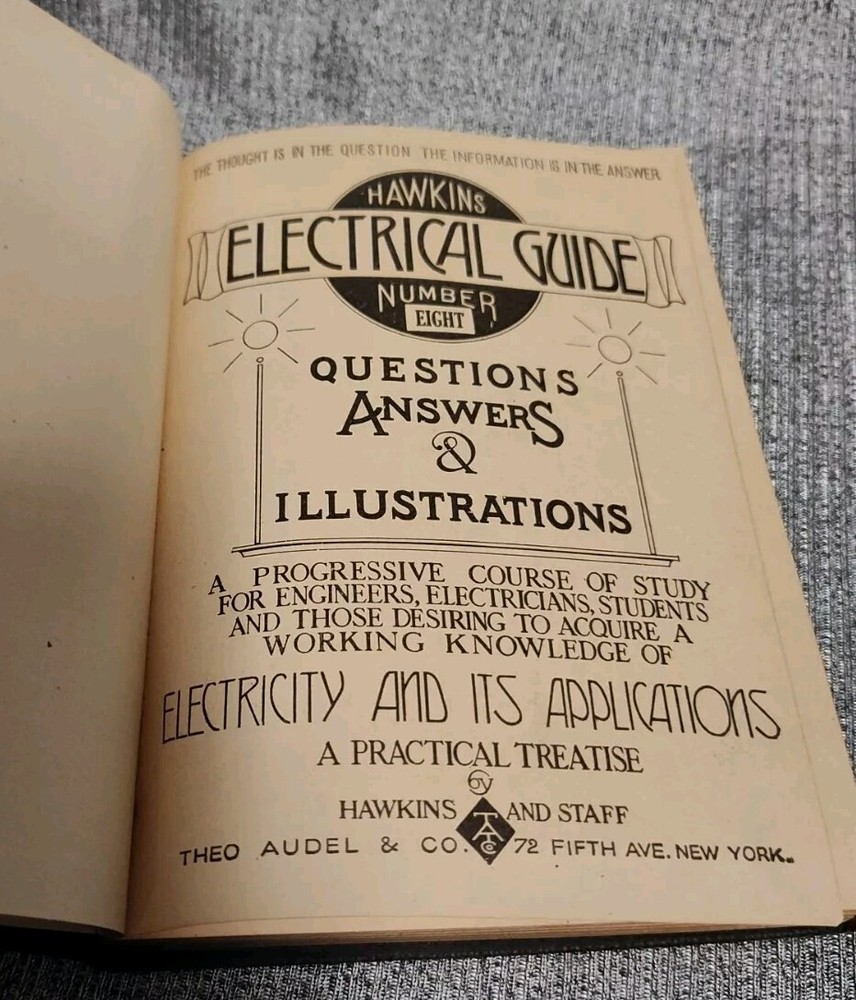 THE THOUGHT IS IN THE QUESTION THE INFORMATION IS IN THE ANSWER
HAWKINS
ELECTRICAL GUIDE
NUMBER
EIGHT
QUESTIONS
ANSWERS
&
ILLUSTRATIONS
A PROGRESSIVE COURSE OF STUDY
FOR ENGINEERS, ELECTRICIANS, STUDENTS
AND THOSE DESIRING TO ACQUIRE A
WORKING KNOWLEDGE OF
ELECTRICITY AND ITS APPLICATIONS
A PRACTICAL TREATISE
by
HAWKINS AND STAFF
THEO AUDEL & CO. 72 FIFTH AVE. NEW YORK.
TA&Co